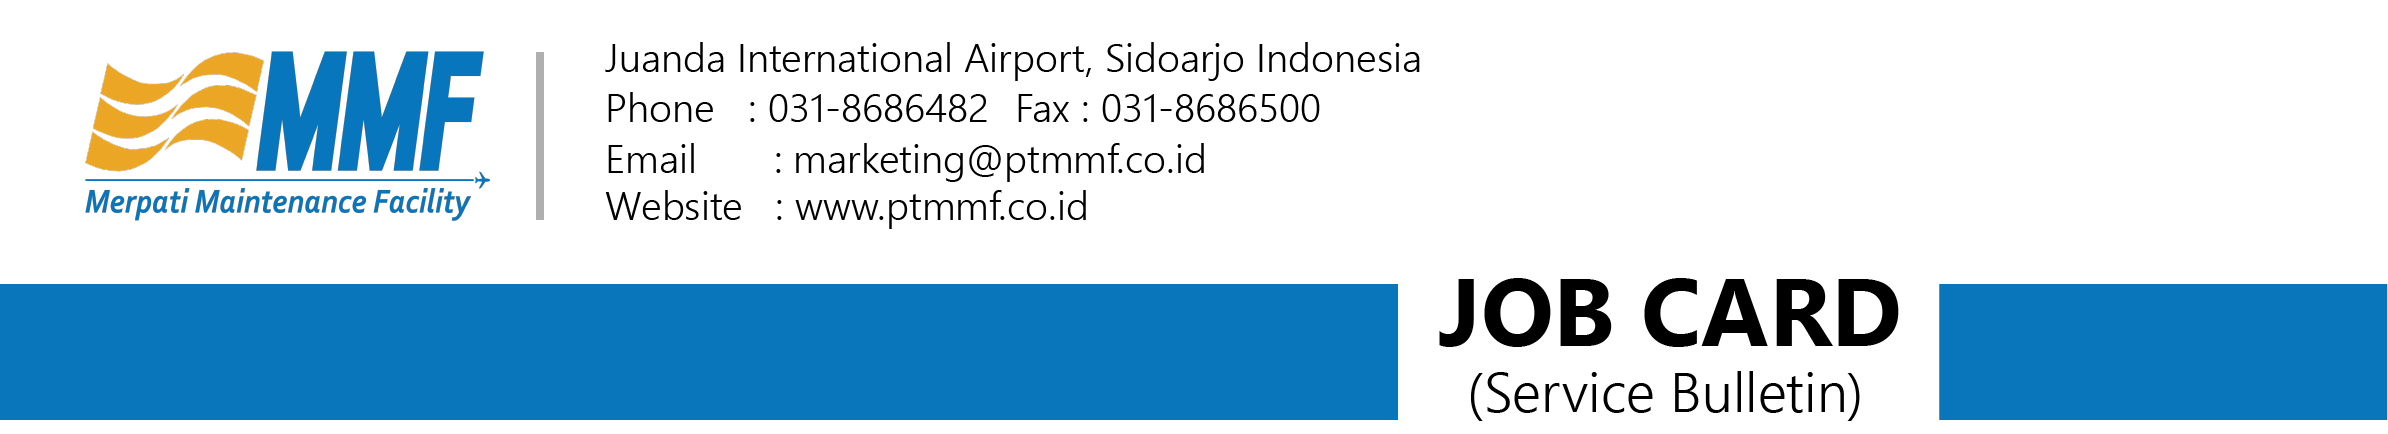 MMF
Merpati Maintenance Facility
Juanda International Airport, Sidoarjo Indonesia
Phone : 031-8686482 Fax : 031-8686500
Email : marketing@ptmmf.co.id
Website : www.ptmmf.co.id
JOB CARD
(Service Bulletin)